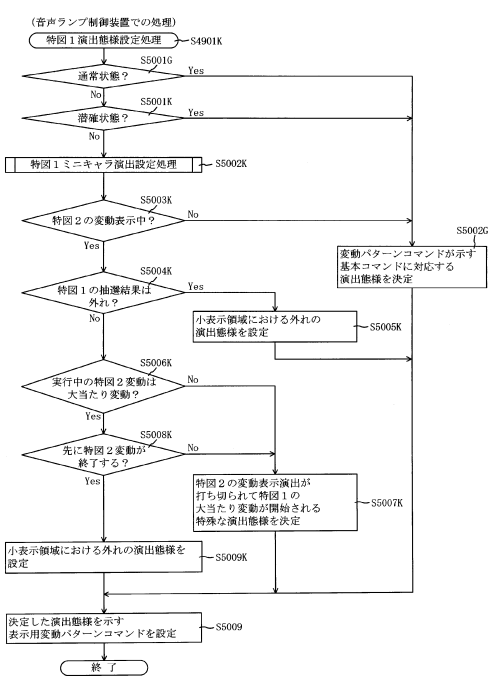 (音声ランプ制御装置での処理)
特図1演出態様設定処理
S4901K
S5001G
通常状態?
Yes
No
S5001K
潜確状態?
Yes
No
特図1ミニキャラ演出設定処理
S5002K
S5003K
特図2の変動表示中?
No
Yes
S5002G
変動パターンコマンドが示す
基本コマンドに対応する
演出態様を決定
S5004K
特図1の抽選結果は
外れ?
Yes
No
小表示領域における外れの
演出態様を設定
S5005K
S5006K
実行中の特図2変動は
大当たり変動?
No
Yes
S5008K
先に特図2変動が
終了する?
No
Yes
特図2の変動表示演出が
打ち切られて特図1の
大当たり変動が開始される
特殊な演出態様を決定
S5007K
小表示領域における外れの演出態様を
設定
S5009K
決定した演出態様を示す
表示用変動パターンコマンドを設定
S5009
終了